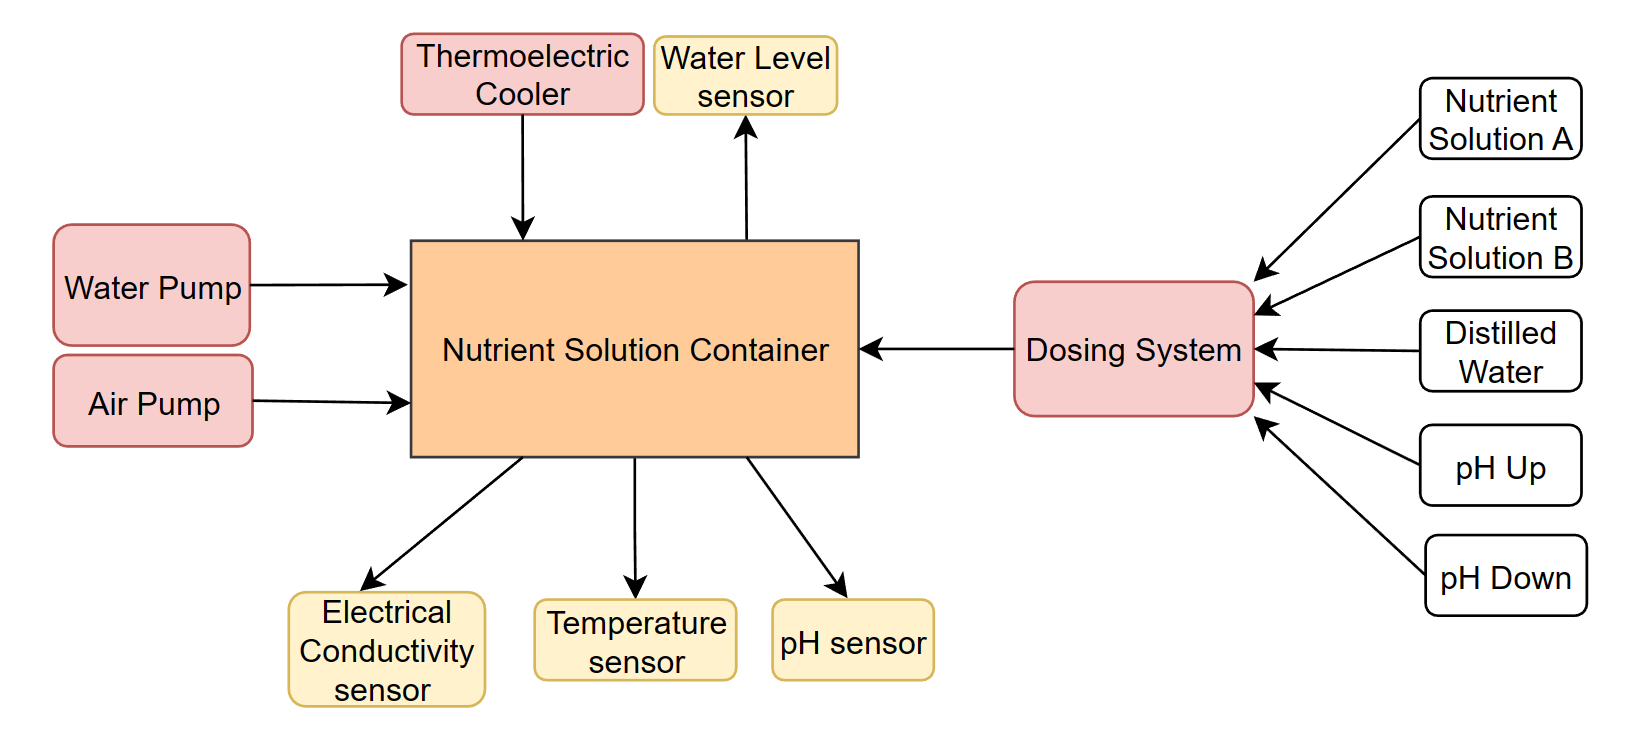 Thermoelectric
Cooler
Water Level
sensor
Nutrient
Solution A
Nutrient
Solution B
Water Pump
Nutrient Solution Container
Dosing System
Distilled
Water
Air Pump
pH Up
pH Down
Electrical
Conductivity
sensor
Temperature
sensor
pH sensor